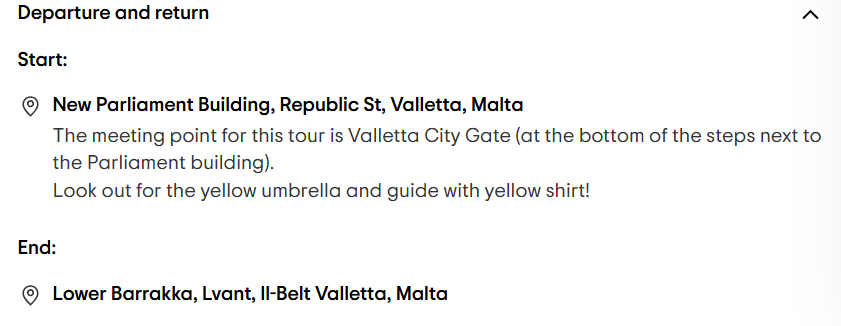 Departure and return
Start:
New Parliament Building, Republic St, Valletta, Malta
The meeting point for this tour is Valletta City Gate (at the bottom of the steps next to
the Parliament building).
Look out for the yellow umbrella and guide with yellow shirt!
End:
Lower Barrakka, Lvant, Il-Belt Valletta, Malta